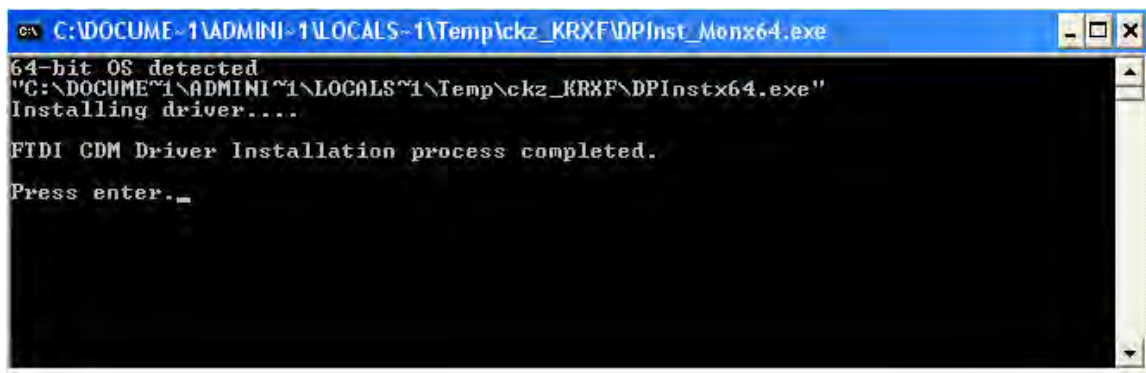 C:\DOCUME~1\ADMINI~1\LOCALS~1\Temp\ckz_KRXF\DPInst_Monx64.exe
64-bit OS detected
"C:\DOCUME~1\ADMINI~1\LOCALS~1\Temp\ckz_KRXF\DPInstx64.exe"
Installing driver....
FTDI CDM Driver Installation process completed.
Press enter._